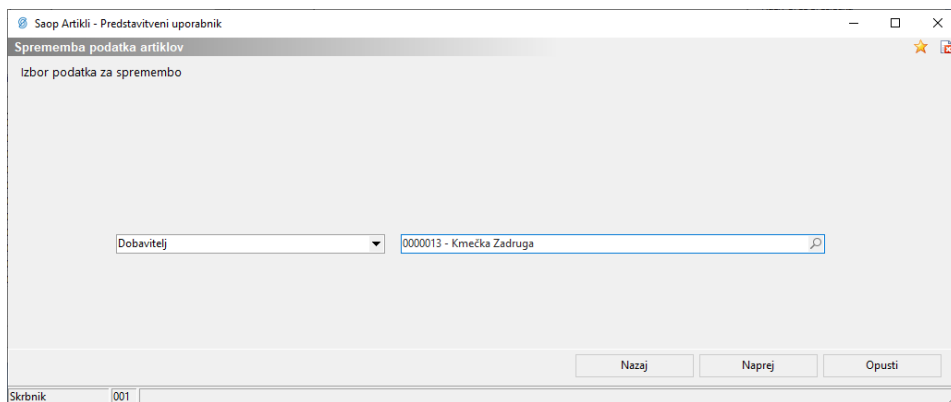 Saop Artikli - Predstavitveni uporabnik
Sprememba podatka artiklov
Izbor podatka za spremembo
Dobavitelj 0000013 - Kmečka Zadruga
Nazaj Naprej Opusti
Skrbnik 001